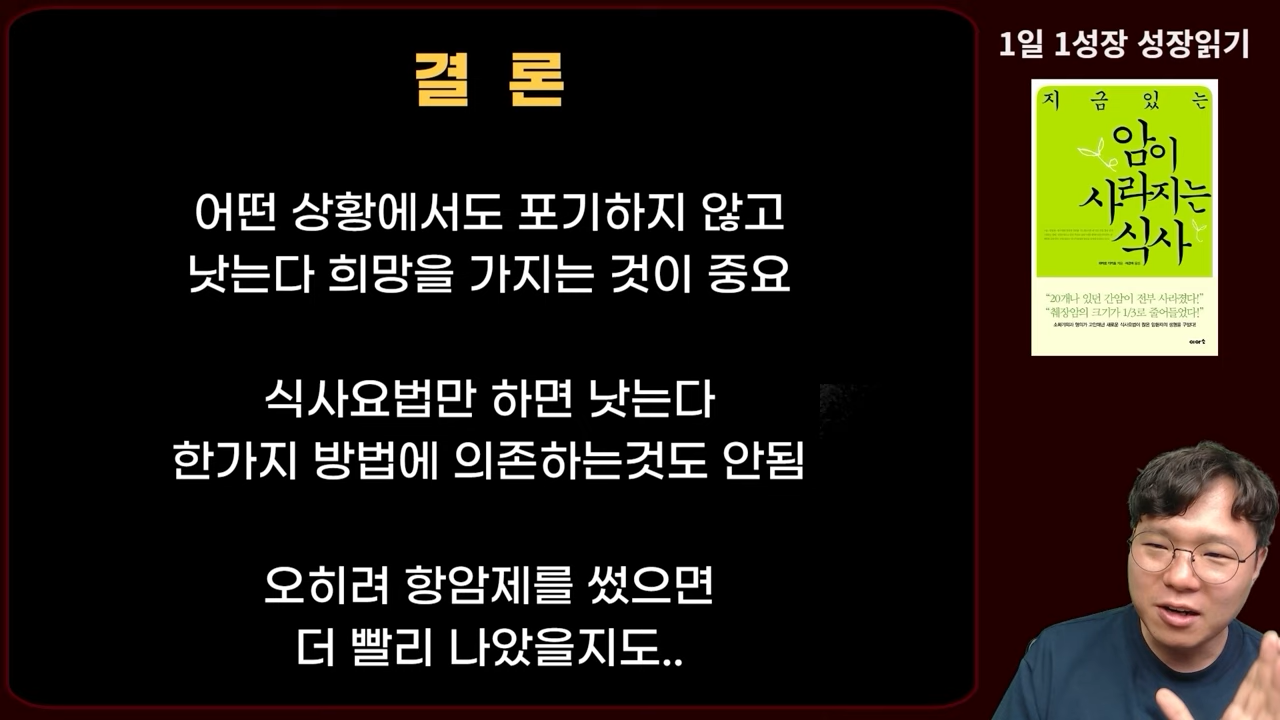 결 론
어떤 상황에서도 포기하지 않고
낫는다 희망을 가지는 것이 중요
식사요법만 하면 낫는다
한가지 방법에 의존하는것도 안됨
오히려 항암제를 썼으면
더 빨리 나았을지도..
1일 1성장 성장읽기
지금있는
암이
사라지는
식사
“20개나 있던 간암이 전부 사라졌다!”
“췌장암의 크기가 1/3로 줄어들었다!”